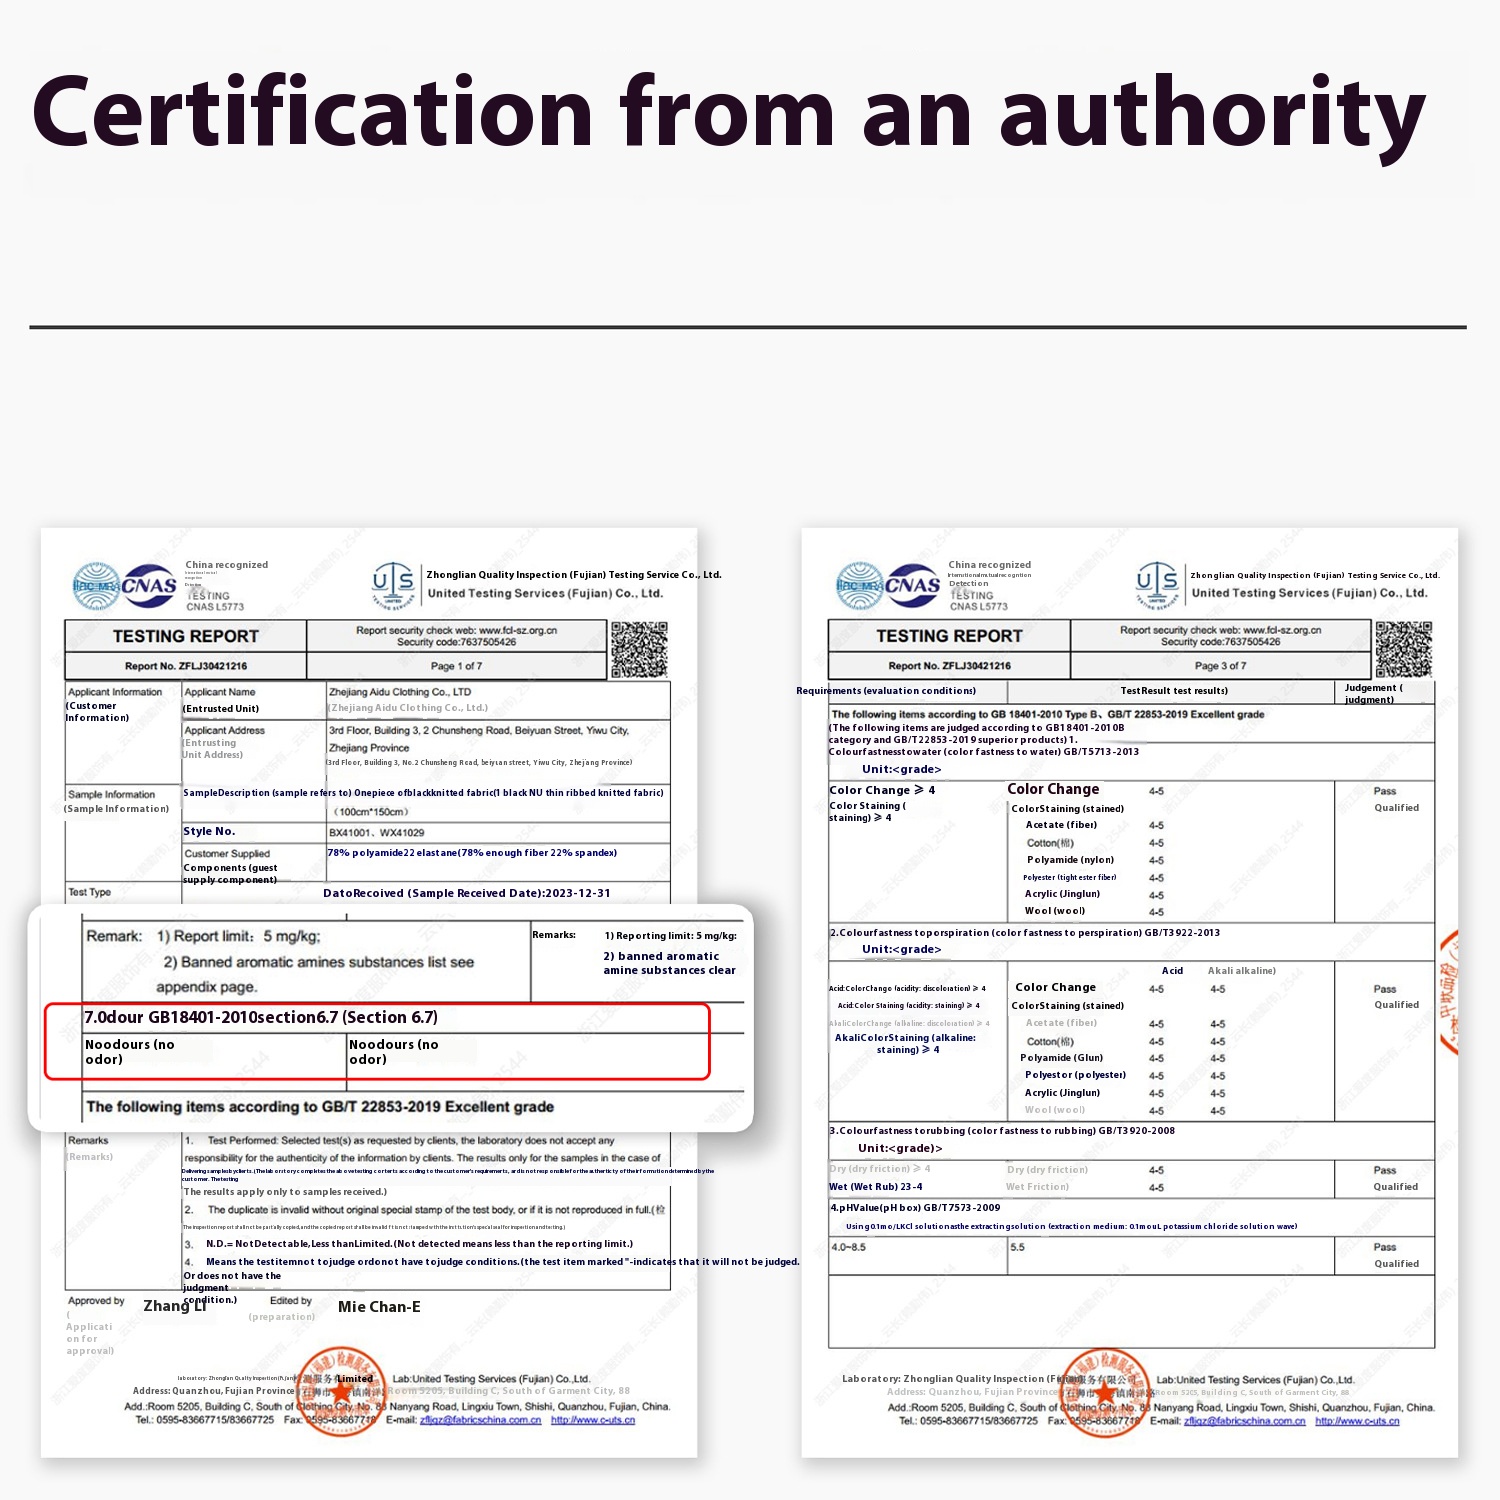 Certification from an authority
CNAS
China recognized
TESTING
CNAS L5773
UTS
Zhonglian Quality Inspection (Fujian) Testing Service Co., Ltd.
United Testing Services (Fujian) Co., Ltd.
TESTING REPORT
Report security check web: www.fcl-sz.org.cn
Security code:7637505426
Report No. ZFLJ30421216
Page 1 of 7
Applicant Information
(Customer
Information)
Applicant Name
(Entrusted Unit)
Zhejiang Aidu Clothing Co., LTD
(Zhejiang Aidu Clothing Co., Ltd.)
Applicant Address
(Entrusting
Unit Address)
3rd Floor, Building 3, 2 Chunsheng Road, Beiyuan Street, Yiwu City,
Zhejiang Province
(3rd Floor, Building 3, No.2 Chunsheng Road, beiyuan street, Yiwu City, Zhejiang Province)
Sample Information
(Sample Information)
SampleDescription (sample refers to) Onepiece ofblackknitted fabric(1 black NU thin ribbed knitted fabric)
(100cm*150cm)
Style No.
BX41001、WX41029
Customer Supplied
Components (guest
supply component)
78% polyamide22 elastane(78% enough fiber 22% spandex)
Test Type
DatoRecoived (Sample Received Date):2023-12-31
Remark: 1) Report limit: 5 mg/kg;
2) Banned aromatic amines substances list see
appendix page.
Remarks: 1) Reporting limit: 5 mg/kg:
2) banned aromatic
amine substances clear
7.0dour GB18401-2010section6.7 (Section 6.7)
Noodours (no
odor)
Noodours (no
odor)
The following items according to GB/T 22853-2019 Excellent grade
Remarks
(Remarks)
1. Test Performed: Selected test(s) as requested by clients, the laboratory does not accept any
responsibility for the authenticity of the information by clients. The results only for the samples in the case of
The results apply only to samples received.)
2. The duplicate is invalid without original special stamp of the test body, or if it is not reproduced in full.(检
3. N.D.= NotDetectable,Less thanLimited.(Not detected means less than the reporting limit.)
4. Means the testitemnot tojudge ordonot have tojudge conditions.(the test item marked "-indicates that it will not be judged.
Or does not have the
judgment
condition.)
Approved by
(
Applicati
on for
approval)
Zhang LI
Edited by
(preparation)
Mie Chan-E
Limited
Lab:United Testing Services (Fujian) Co.,Ltd.
Address: Quanzhou, Fujian Province
Room 5205, Building C, South of Garment City, 88
Add.:Room 5205, Building C, South of Clothing City, No. 88 Nanyang Road, Lingxiu Town, Shishi, Quanzhou, Fujian, China.
Tel.: 0595-83667715/83667725 Fax: 0595-83667718 E-mail: zfljqz@fabricschina.com.cn http://www.c-uts.cn
CNAS
China recognized
Internationalmutualrecognition
Detection
TESTING
CNAS L5773
UTS
Zhonglian Quality Inspection (Fujian) Testing Service Co., Ltd.
United Testing Services (Fujian) Co., Ltd.
TESTING REPORT
Report security check web: www.fcl-sz.org.cn
Security code:7637505426
Report No. ZFLJ30421216
Page 3 of 7
Requirements (evaluation conditions)
TestResult test results)
Judgement (
judgment)
The following items according to GB 18401-2010 Type B、GB/T 22853-2019 Excellent grade
(The following items are judged according to GB18401-2010B
category and GB/T22853-2019 superior products) 1.
Colourfastnesstowater (color fastness to water) GB/T5713-2013
Unit:<grade>
Color Change ⩾ 4
Color Staining (
staining) ⩾ 4
Color Change 4-5
ColorStaining (stained)
Acetate (fiber) 4-5
Cotton(棉) 4-5
Polyamide (nylon) 4-5
Polyester (tight ester fiber) 4-5
Acrylic (Jinglun) 4-5
Wool (wool) 4-5
Pass
Qualified
2.Colourfastness toporspiration (color fastness to perspiration) GB/T3922-2013
Unit:<grade>
Acid Akali alkaline)
Acid:ColorChange (acidity: discoloration) ⩾ 4
Acid:Color Staining (acidity: staining) ⩾ 4
AkaliColorChange (alkaline: discoloration) ⩾ 4
AkaliColorStaining (alkaline:
staining) ⩾ 4
Color Change 4-5 4-5
ColorStaining (stained)
Acetate (fiber) 4-5 4-5
Cotton(棉) 4-5 4-5
Polyamide (Glun) 4-5 4-5
Polyestor (polyester) 4-5 4-5
Acrylic (Jinglun) 4-5 4-5
Wool (wool) 4-5 4-5
Pass
Qualified
3.Colourfastness torubbing (color fastness to rubbing) GB/T3920-2008
Unit:<grade)>
Dry (dry friction) ⩾ 4
Dry (dry friction) 4-5
Pass
Wet (Wet Rub) 23-4
Wet Friction) 4-5
Qualified
4.pHValue(pH box) GB/T7573-2009
Using0.1mo/LKCl solutionasthe extractingsolution (extraction medium: 0.1mouL potassium chloride solution wave)
4.0~8.5
5.5
Pass
Qualified
Laboratory: Zhonglian Quality Inspection
Lab:United Testing Services (Fujian) Co.,Ltd.
Address: Quanzhou, Fujian Province
Room 5205, Building C, South of Garment City, 88
Add.:Room 5205, Building C, South of Clothing City, No. 88 Nanyang Road, Lingxiu Town, Shishi, Quanzhou, Fujian, China.
Tel.: 0595-83667715/83667725 Fax: 0595-83667718 E-mail: zfljqz@fabricschina.com.cn http://www.c-uts.cn